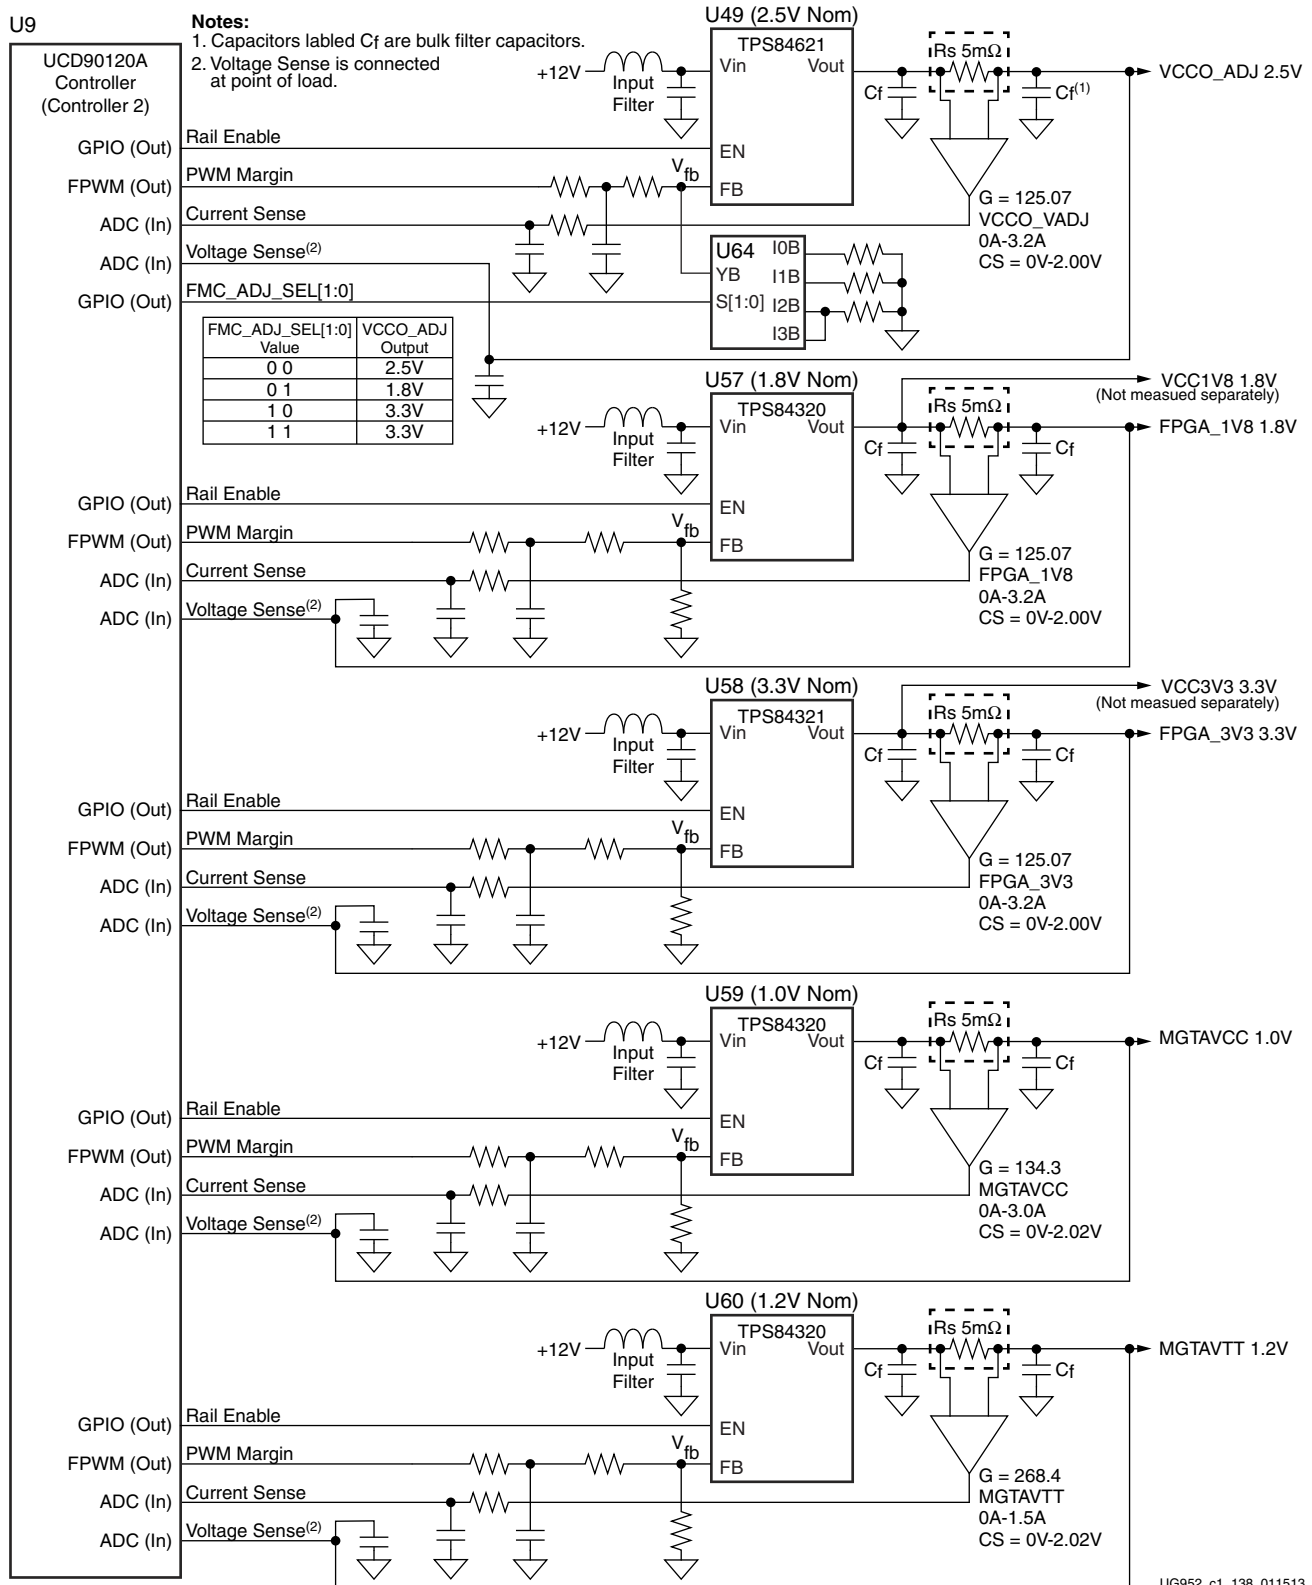 U9
Notes:
1. Capacitors labled Cf are bulk filter capacitors.
2. Voltage Sense is connected
at point of load.
UCD90120A
Controller
(Controller 2)
U49 (2.5V Nom)
TPS84621
+12V
Input
Filter
Vin
Vout
Cf
Rs 5mΩ
Cf(1)
VCCO_ADJ 2.5V
GPIO (Out)
Rail Enable
EN
FPWM (Out)
PWM Margin
Vfb
FB
ADC (In)
Current Sense
G = 125.07
VCCO_VADJ
0A-3.2A
CS = 0V-2.00V
ADC (In)
Voltage Sense(2)
GPIO (Out)
FMC_ADJ_SEL[1:0]
U64
YB
S[1:0]
I0B
I1B
I2B
I3B
FMC_ADJ_SEL[1:0] VCCO_ADJ
Value Output
0 0 2.5V
0 1 1.8V
1 0 3.3V
1 1 3.3V
U57 (1.8V Nom)
TPS84320
+12V
Input
Filter
Vin
Vout
Cf
Rs 5mΩ
Cf
VCC1V8 1.8V
(Not measued separately)
FPGA_1V8 1.8V
GPIO (Out)
Rail Enable
EN
FPWM (Out)
PWM Margin
Vfb
FB
ADC (In)
Current Sense
G = 125.07
FPGA_1V8
0A-3.2A
CS = 0V-2.00V
ADC (In)
Voltage Sense(2)
U58 (3.3V Nom)
TPS84321
+12V
Input
Filter
Vin
Vout
Cf
Rs 5mΩ
Cf
VCC3V3 3.3V
(Not measued separately)
FPGA_3V3 3.3V
GPIO (Out)
Rail Enable
EN
FPWM (Out)
PWM Margin
Vfb
FB
ADC (In)
Current Sense
G = 125.07
FPGA_3V3
0A-3.2A
CS = 0V-2.00V
ADC (In)
Voltage Sense(2)
U59 (1.0V Nom)
TPS84320
+12V
Input
Filter
Vin
Vout
Cf
Rs 5mΩ
Cf
MGTAVCC 1.0V
GPIO (Out)
Rail Enable
EN
FPWM (Out)
PWM Margin
Vfb
FB
ADC (In)
Current Sense
G = 134.3
MGTAVCC
0A-3.0A
CS = 0V-2.02V
ADC (In)
Voltage Sense(2)
U60 (1.2V Nom)
TPS84320
+12V
Input
Filter
Vin
Vout
Cf
Rs 5mΩ
Cf
MGTAVTT 1.2V
GPIO (Out)
Rail Enable
EN
FPWM (Out)
PWM Margin
Vfb
FB
ADC (In)
Current Sense
G = 268.4
MGTAVTT
0A-1.5A
CS = 0V-2.02V
ADC (In)
Voltage Sense(2)
UG952_c1_138_011513